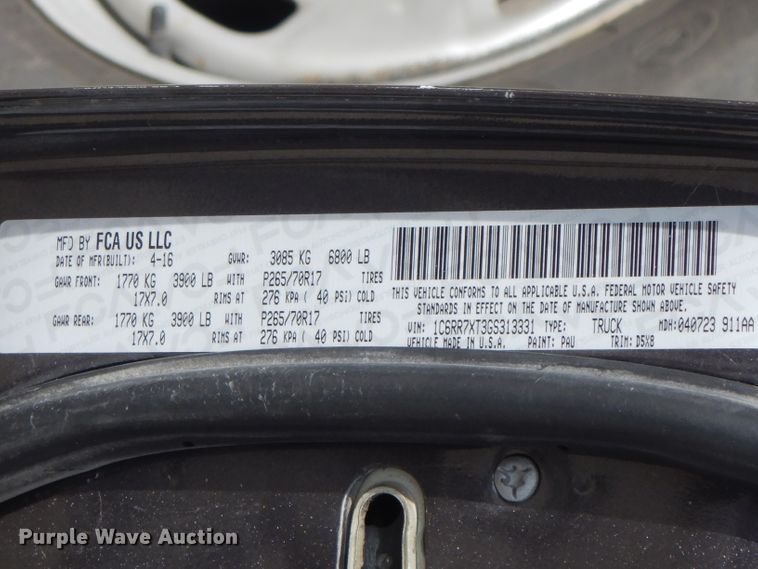 MFD BY FCA US LLC
DATE OF MFR(BUILT): 4-16 GVWR: 3085 KG 6800 LB
GAWR FRONT: 1770 KG 3900 LB WITH P265/70R17 TIRES
17X7.0 RIMS AT 276 KPA ( 40 PSI) COLD
GAWR REAR: 1770 KG 3900 LB WITH P265/70R17 TIRES
17X7.0 RIMS AT 276 KPA ( 40 PSI) COLD
THIS VEHICLE CONFORMS TO ALL APPLICABLE U.S.A. FEDERAL MOTOR VEHICLE SAFETY
STANDARDS IN EFFECT ON THE DATE OF MANUFACTURE SHOWN ABOVE.
VIN: 1C6RR7XT3GS313331 TYPE: TRUCK MDH: 040723 911AA
VEHICLE MADE IN U.S.A. PAINT: PAU TRIM: D5X8
Purple Wave Auction